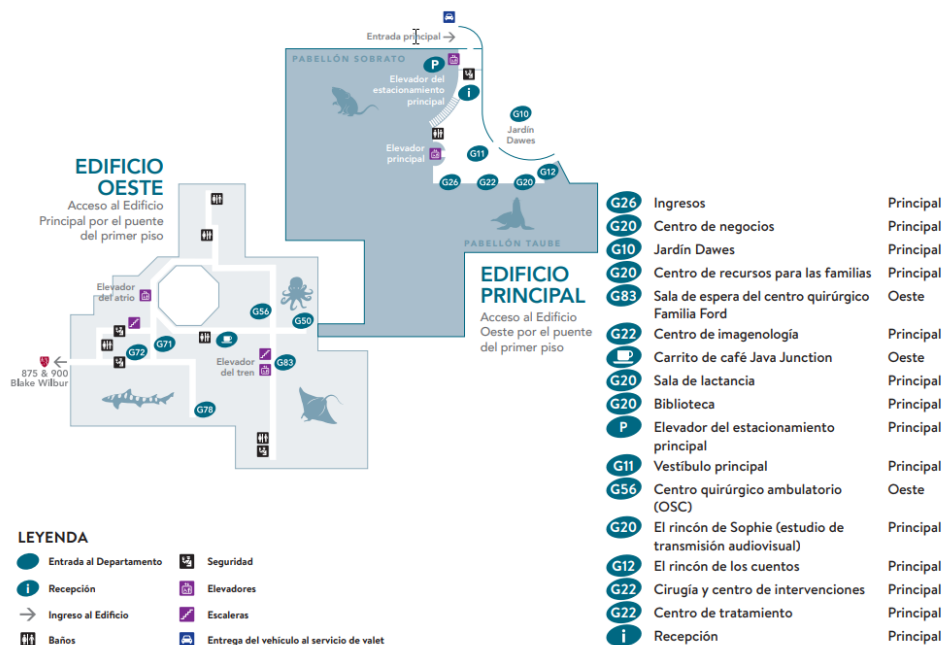 Entrada principal
PABELLÓN SOBRATO
P
Elevador del
estacionamiento
principal
i
G10
Jardín
Dawes
Elevador
principal
G11
G12
G26
G22
G20
PABELLÓN TAUBE
EDIFICIO
OESTE
Acceso al Edificio
Principal por el puente
del primer piso
EDIFICIO
PRINCIPAL
Acceso al Edificio
Oeste por el puente
del primer piso
Elevador
del atrio
G56
G50
G72
G71
Elevador
del tren
G83
875 & 900
Blake Wilbur
G78
LEYENDA
Entrada al Departamento
i Recepción
Ingreso al Edificio
Baños
Seguridad
Elevadores
Escaleras
Entrega del vehículo al servicio de valet
G26 Ingresos Principal
G20 Centro de negocios Principal
G10 Jardín Dawes Principal
G20 Centro de recursos para las familias Principal
G83 Sala de espera del centro quirúrgico Oeste
Familia Ford
G22 Centro de imagenología Principal
Carrito de café Java Junction Oeste
G20 Sala de lactancia Principal
G20 Biblioteca Principal
P Elevador del estacionamiento Principal
principal
G11 Vestíbulo principal Principal
G56 Centro quirúrgico ambulatorio Oeste
(OSC)
G20 El rincón de Sophie (estudio de Principal
transmisión audiovisual)
G12 El rincón de los cuentos Principal
G22 Cirugía y centro de intervenciones Principal
G22 Centro de tratamiento Principal
i Recepción Principal